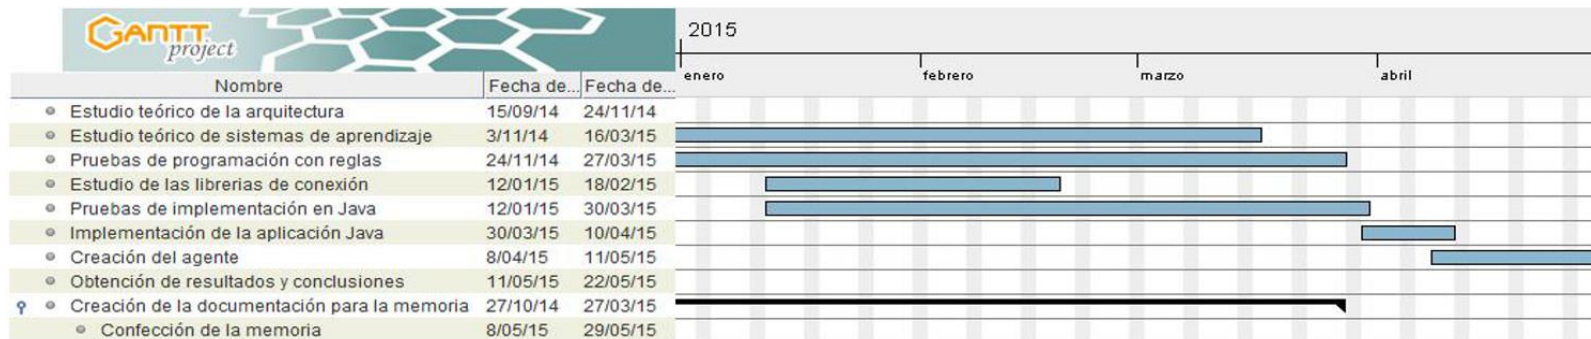 GANTT
project
2015
enero febrero marzo abril
Nombre Fecha de... Fecha de...
Estudio teórico de la arquitectura 15/09/14 24/11/14
Estudio teórico de sistemas de aprendizaje 3/11/14 16/03/15
Pruebas de programación con reglas 24/11/14 27/03/15
Estudio de las librerias de conexión 12/01/15 18/02/15
Pruebas de implementación en Java 12/01/15 30/03/15
Implementación de la aplicación Java 30/03/15 10/04/15
Creación del agente 8/04/15 11/05/15
Obtención de resultados y conclusiones 11/05/15 22/05/15
Creación de la documentación para la memoria 27/10/14 27/03/15
Confección de la memoria 8/05/15 29/05/15